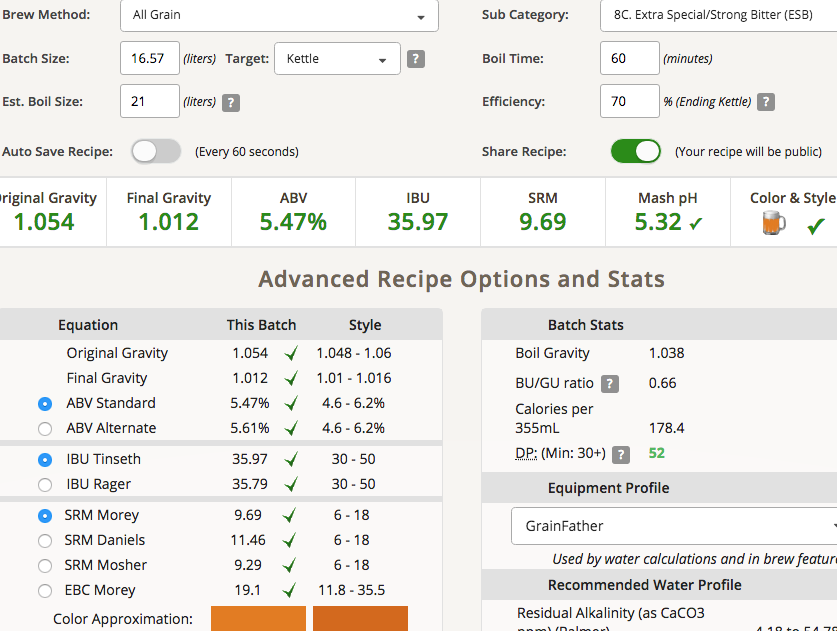 Brew Method: All Grain Sub Category: 8C. Extra Special/Strong Bitter (ESB)
Batch Size: 16.57 (liters) Target: Kettle ? Boil Time: 60 (minutes)
Est. Boil Size: 21 (liters) ? Efficiency: 70 % (Ending Kettle) ?
Auto Save Recipe: (Every 60 seconds) Share Recipe: (Your recipe will be public)
riginal Gravity Final Gravity ABV IBU SRM Mash pH Color & Style
1.054 1.012 5.47% 35.97 9.69 5.32 ✓
Advanced Recipe Options and Stats
Equation This Batch Style
Original Gravity 1.054 1.048 - 1.06
Final Gravity 1.012 1.01 - 1.016
ABV Standard 5.47% 4.6 - 6.2%
ABV Alternate 5.61% 4.6 - 6.2%
IBU Tinseth 35.97 30 - 50
IBU Rager 35.79 30 - 50
SRM Morey 9.69 6 - 18
SRM Daniels 11.46 6 - 18
SRM Mosher 9.29 6 - 18
EBC Morey 19.1 11.8 - 35.5
Color Approximation:
Batch Stats
Boil Gravity 1.038
BU/GU ratio ? 0.66
Calories per
355mL 178.4
DP: (Min: 30+) ? 52
Equipment Profile
GrainFather
Used by water calculations and in brew feature
Recommended Water Profile
Residual Alkalinity (as CaCO3
ppm) (Palmer) 4.18 to 54.78